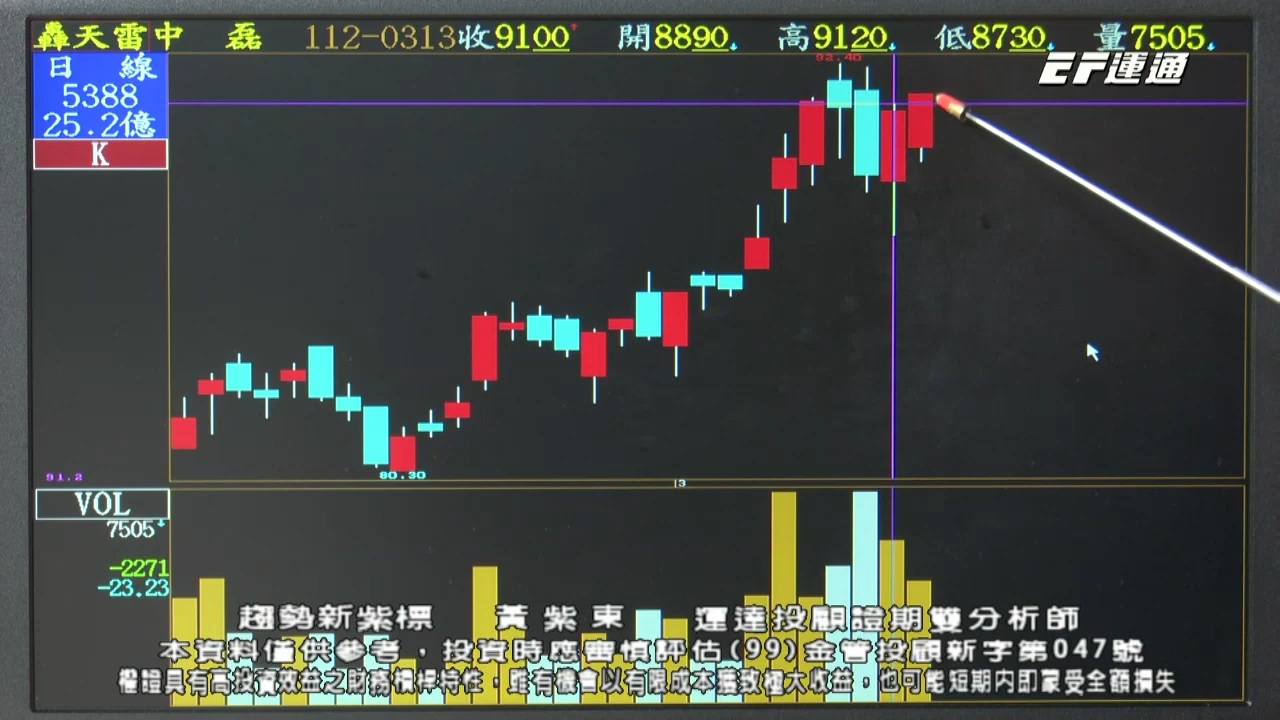 轟天雷中 磊 112-0313收9100 開8890 高9120 低8730 量7505
EF運通
日 線
5388
25.2億
K
92.40
80.30
91.2
3
VOL
7505
-2271
-23.23
趨勢新紫標 黃紫東 運達投顧證期雙分析師
本資料僅供參考，投資時應審慎評估(99)金管投顧新字第047號
權證具有高投資效益之財務槓桿特性，雖有機會以有限成本獲致極大收益，也可能短期內即蒙受全額損失